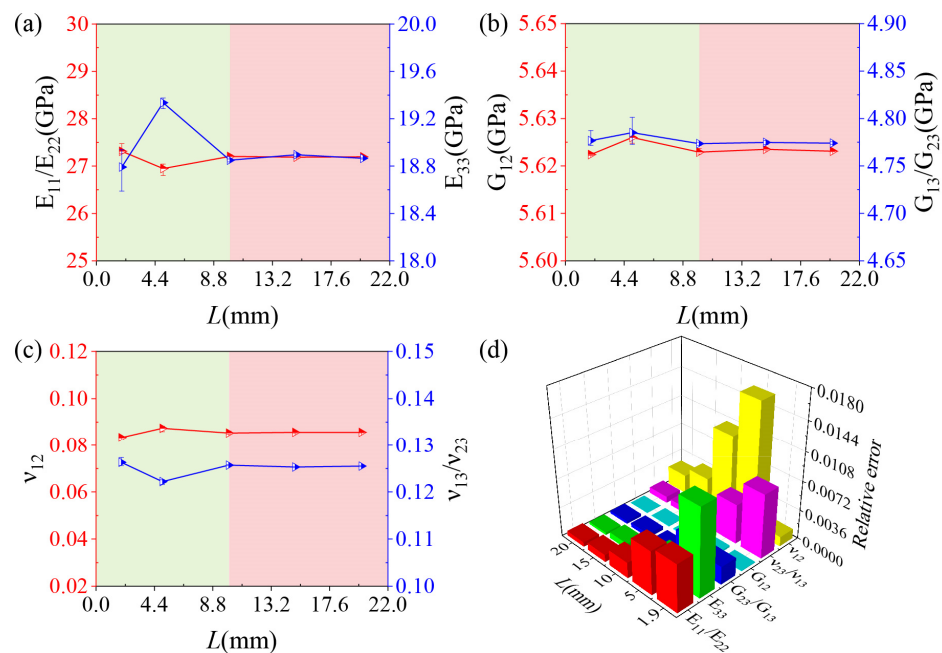 (a)
30
29
28
27
26
25
E11/E22(GPa)
20.0
19.6
19.2
18.8
18.4
18.0
E33(GPa)
0.0 4.4 8.8 13.2 17.6 22.0
L(mm)
(b)
5.65
5.64
5.63
5.62
5.61
5.60
G12(GPa)
4.90
4.85
4.80
4.75
4.70
4.65
G13/G23(GPa)
0.0 4.4 8.8 13.2 17.6 22.0
L(mm)
(c)
0.12
0.10
0.08
0.06
0.04
0.02
ν12
0.15
0.14
0.13
0.12
0.11
0.10
ν13/ν23
0.0 4.4 8.8 13.2 17.6 22.0
L(mm)
(d)
0.0180
0.0144
0.0108
0.0072
0.0036
0.0000
Relative error
20
15
10
5
1.9
L(mm)
ν12
ν23/ν13
G12
G23/G13
E33
E11/E22